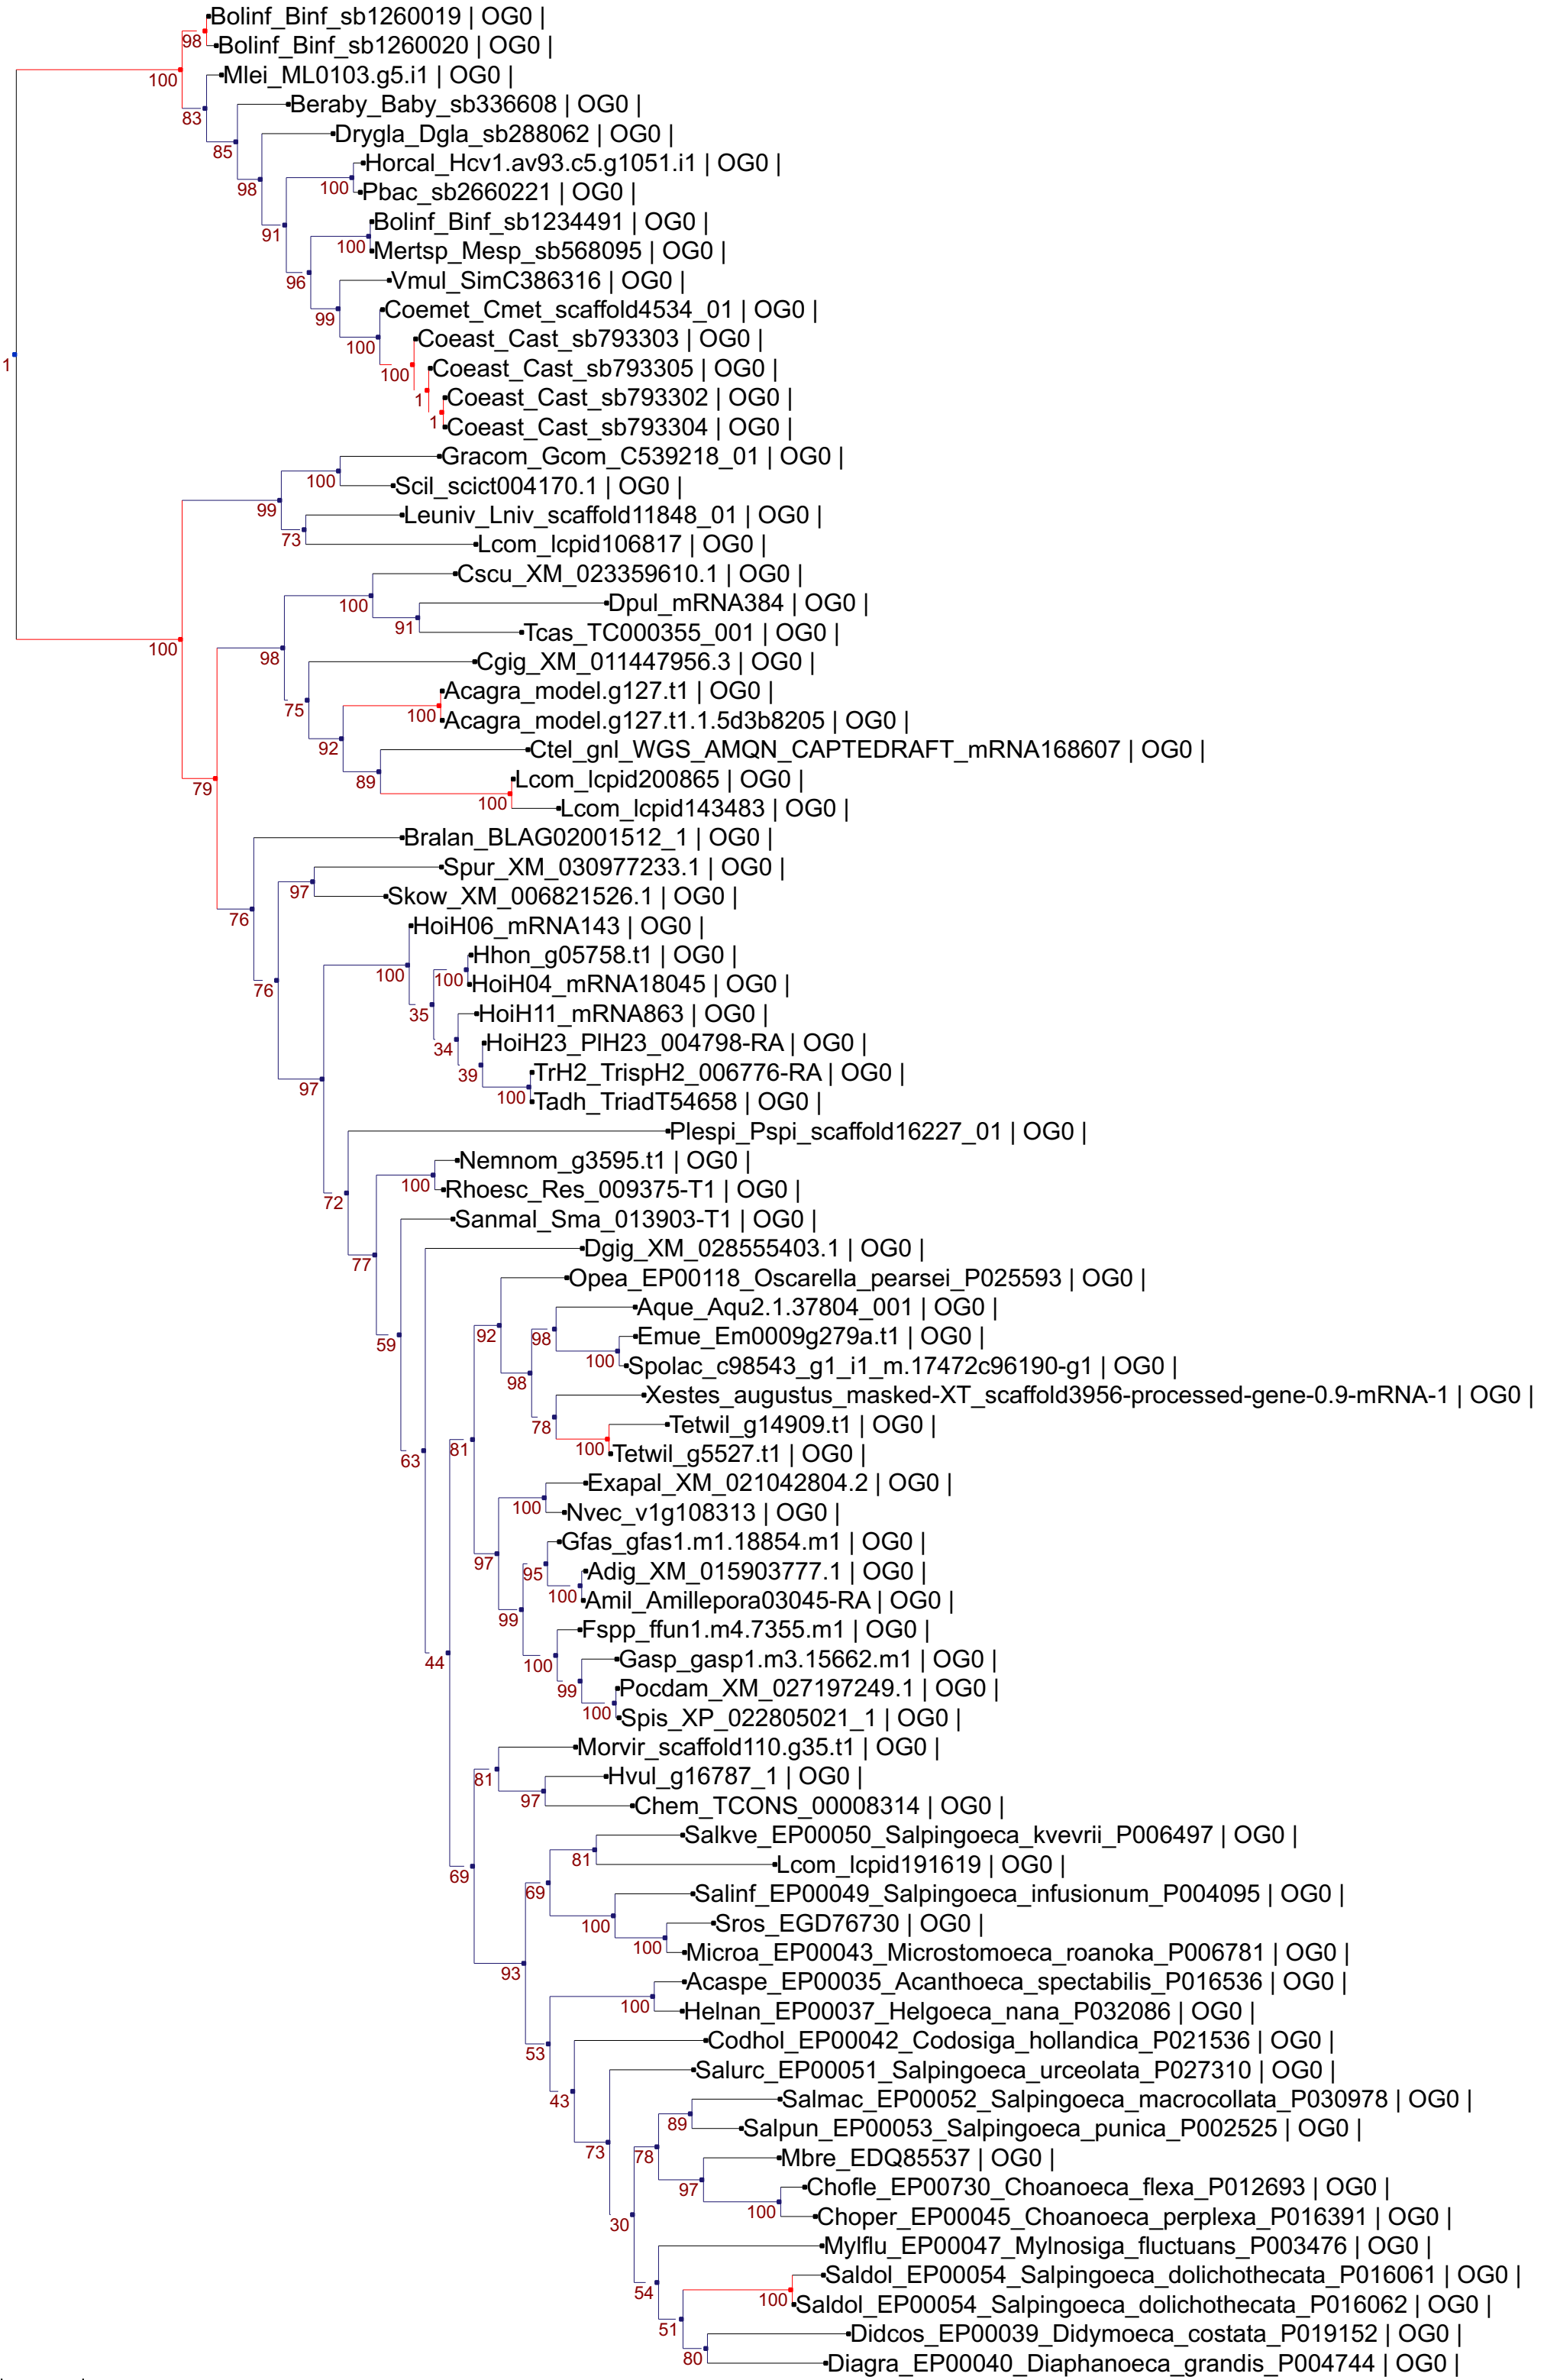 Bolinf_Binf_sb1260019 | OG0 |
98
Bolinf_Binf_sb1260020 | OG0 |
100
Mlei_ML0103.g5.i1 | OG0 |
83
Beraby_Baby_sb336608 | OG0 |
85
Drygla_Dgla_sb288062 | OG0 |
98
Horcal_Hcv1.av93.c5.g1051.i1 | OG0 |
100
Pbac_sb2660221 | OG0 |
91
Bolinf_Binf_sb1234491 | OG0 |
100
Mertsp_Mesp_sb568095 | OG0 |
96
Vmul_SimC386316 | OG0 |
99
Coemet_Cmet_scaffold4534_01 | OG0 |
100
Coeast_Cast_sb793303 | OG0 |
1
100
Coeast_Cast_sb793305 | OG0 |
1
Coeast_Cast_sb793302 | OG0 |
1
Coeast_Cast_sb793304 | OG0 |
Gracom_Gcom_C539218_01 | OG0 |
100
Scil_scict004170.1 | OG0 |
99
Leuniv_Lniv_scaffold11848_01 | OG0 |
73
Lcom_lcpid106817 | OG0 |
Cscu_XM_023359610.1 | OG0 |
100
Dpul_mRNA384 | OG0 |
91
Tcas_TC000355_001 | OG0 |
100
98
Cgig_XM_011447956.3 | OG0 |
75
Acagra_model.g127.t1 | OG0 |
100
Acagra_model.g127.t1.1.5d3b8205 | OG0 |
92
Ctel_gnl_WGS_AMQN_CAPTEDRAFT_mRNA168607 | OG0 |
89
Lcom_lcpid200865 | OG0 |
79
100
Lcom_lcpid143483 | OG0 |
Bralan_BLAG02001512_1 | OG0 |
Spur_XM_030977233.1 | OG0 |
97
Skow_XM_006821526.1 | OG0 |
76
HoiH06_mRNA143 | OG0 |
Hhon_g05758.t1 | OG0 |
100
100
HoiH04_mRNA18045 | OG0 |
76
35
HoiH11_mRNA863 | OG0 |
34
HoiH23_PlH23_004798-RA | OG0 |
39
TrH2_TrispH2_006776-RA | OG0 |
97
100
Tadh_TriadT54658 | OG0 |
Plespi_Pspi_scaffold16227_01 | OG0 |
Nemnom_g3595.t1 | OG0 |
100
Rhoesc_Res_009375-T1 | OG0 |
72
Sanmal_Sma_013903-T1 | OG0 |
77
Dgig_XM_028555403.1 | OG0 |
Opea_EP00118_Oscarella_pearsei_P025593 | OG0 |
Aque_Aqu2.1.37804_001 | OG0 |
92
98
Emue_Em0009g279a.t1 | OG0 |
59
100
Spolac_c98543_g1_i1_m.17472c96190-g1 | OG0 |
98
Xestes_augustus_masked-XT_scaffold3956-processed-gene-0.9-mRNA-1 | OG0 |
78
Tetwil_g14909.t1 | OG0 |
81
100
Tetwil_g5527.t1 | OG0 |
63
Exapal_XM_021042804.2 | OG0 |
100
Nvec_v1g108313 | OG0 |
Gfas_gfas1.m1.18854.m1 | OG0 |
97
95
Adig_XM_015903777.1 | OG0 |
100
Amil_Amillepora03045-RA | OG0 |
99
Fspp_ffun1.m4.7355.m1 | OG0 |
44
100
Gasp_gasp1.m3.15662.m1 | OG0 |
99
Pocdam_XM_027197249.1 | OG0 |
100
Spis_XP_022805021_1 | OG0 |
Morvir_scaffold110.g35.t1 | OG0 |
81
Hvul_g16787_1 | OG0 |
97
Chem_TCONS_00008314 | OG0 |
Salkve_EP00050_Salpingoeca_kvevrii_P006497 | OG0 |
81
Lcom_lcpid191619 | OG0 |
69
69
Salinf_EP00049_Salpingoeca_infusionum_P004095 | OG0 |
100
Sros_EGD76730 | OG0 |
100
Microa_EP00043_Microstomoeca_roanoka_P006781 | OG0 |
93
Acaspe_EP00035_Acanthoeca_spectabilis_P016536 | OG0 |
100
Helnan_EP00037_Helgoeca_nana_P032086 | OG0 |
Codhol_EP00042_Codosiga_hollandica_P021536 | OG0 |
53
Salurc_EP00051_Salpingoeca_urceolata_P027310 | OG0 |
43
Salmac_EP00052_Salpingoeca_macrocollata_P030978 | OG0 |
89
Salpun_EP00053_Salpingoeca_punica_P002525 | OG0 |
73
78
Mbre_EDQ85537 | OG0 |
97
Chofle_EP00730_Choanoeca_flexa_P012693 | OG0 |
100
Choper_EP00045_Choanoeca_perplexa_P016391 | OG0 |
30
Mylflu_EP00047_Mylnosiga_fluctuans_P003476 | OG0 |
Saldol_EP00054_Salpingoeca_dolichothecata_P016061 | OG0 |
54
100
Saldol_EP00054_Salpingoeca_dolichothecata_P016062 | OG0 |
51
Didcos_EP00039_Didymoeca_costata_P019152 | OG0 |
80
Diagra_EP00040_Diaphanoeca_grandis_P004744 | OG0 |